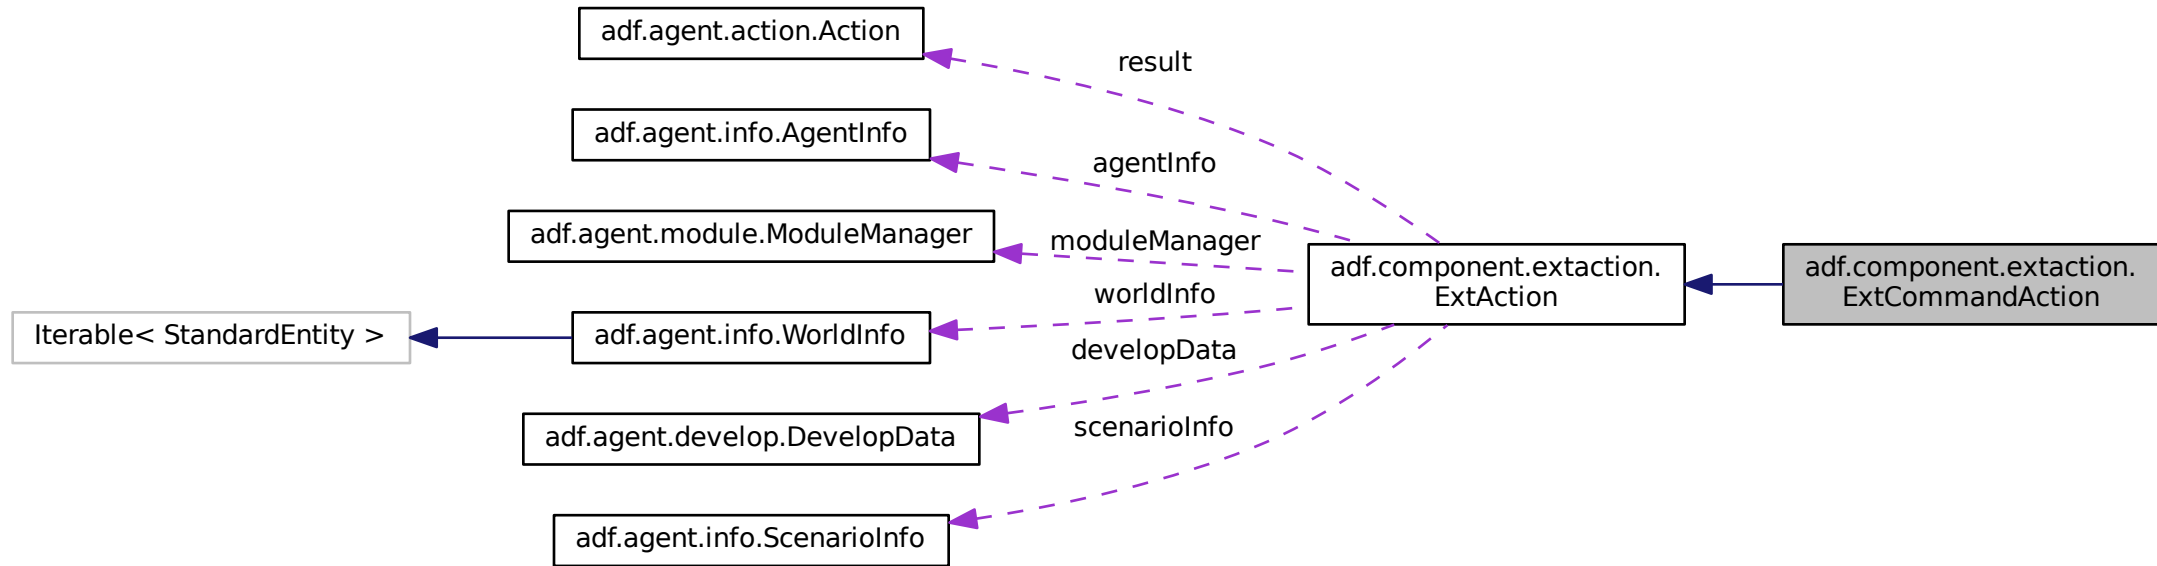 adf.agent.action.Action
result
adf.agent.info.AgentInfo
agentInfo
adf.agent.module.ModuleManager
moduleManager
adf.component.extaction.
ExtAction
adf.component.extaction.
ExtCommandAction
worldInfo
Iterable< StandardEntity >
adf.agent.info.WorldInfo
developData
adf.agent.develop.DevelopData
scenarioInfo
adf.agent.info.ScenarioInfo